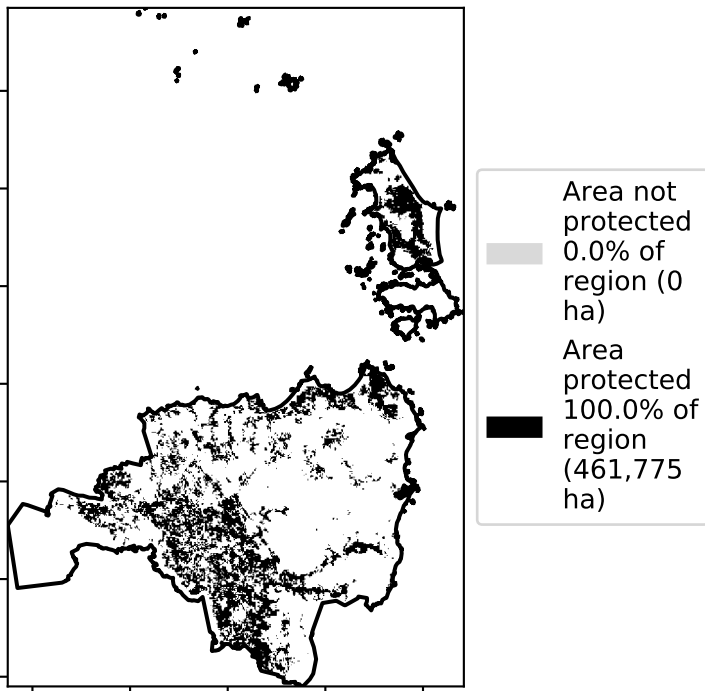 Area not
protected
0.0% of
region (0
ha)
Area
protected
100.0% of
region
(461,775
ha)